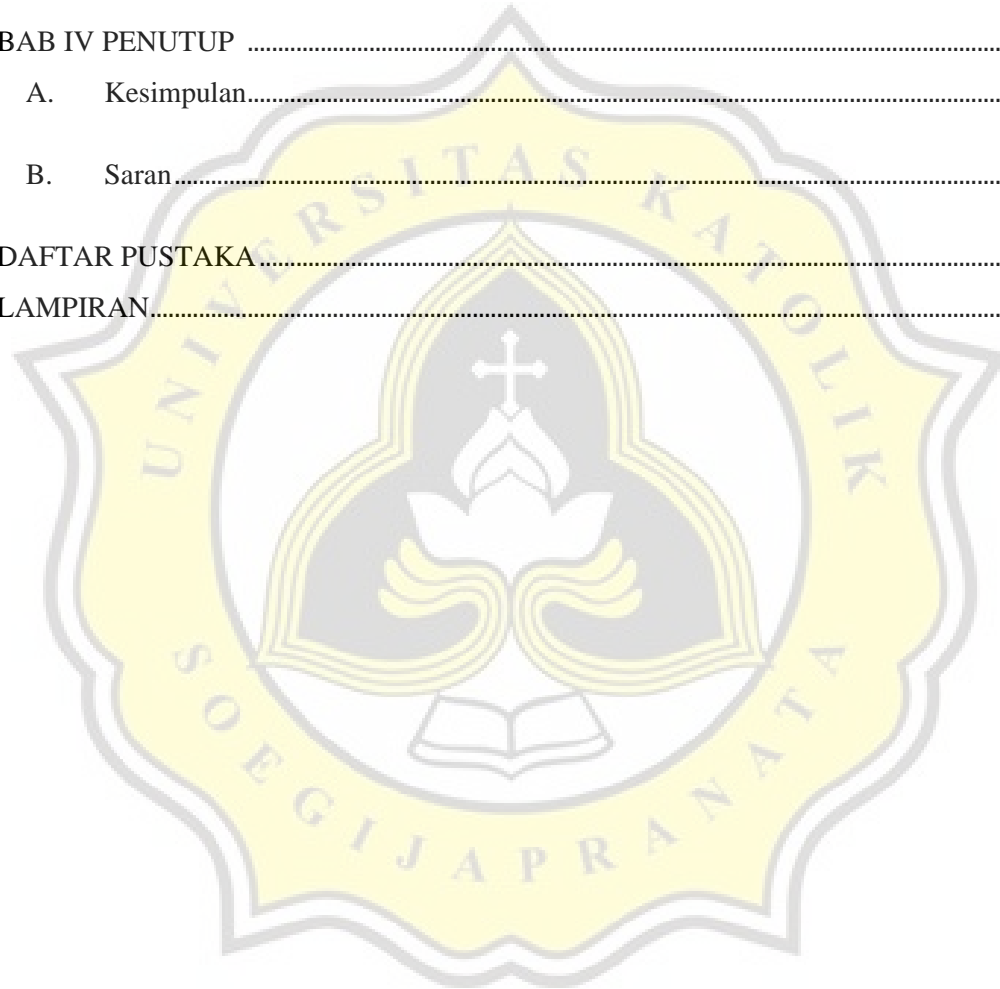 BAB IV PENUTUP ................................................................
A. Kesimpulan................................................................
B. Saran................................................................
DAFTAR PUSTAKA................................................................
LAMPIRAN................................................................
UNIVERSITAS KATOLIK
SOEGIJAPRANATA